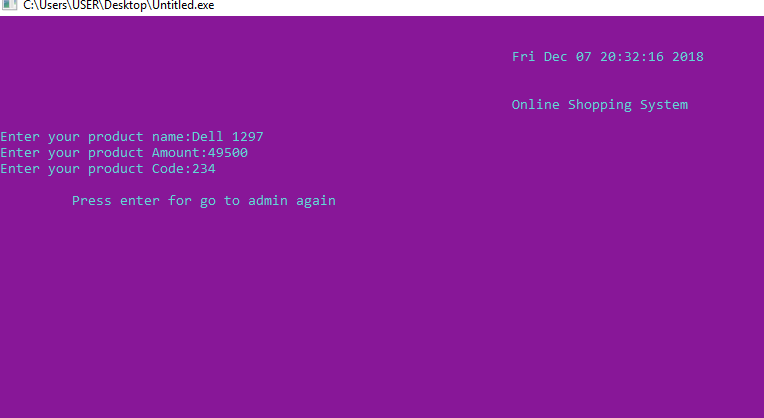 C:\Users\USER\Desktop\Untitled.exe
Fri Dec 07 20:32:16 2018
Online Shopping System
Enter your product name:Dell 1297
Enter your product Amount:49500
Enter your product Code:234
Press enter for go to admin again